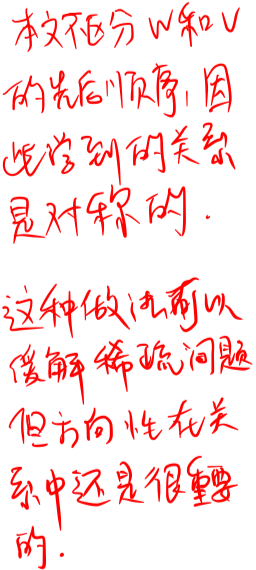 本文不区分 W 和 V
的先后顺序,因
此学到的关系
是对称的.
这种做法可以
缓解稀疏问题
但方向性在关
系中还是很重要
的.